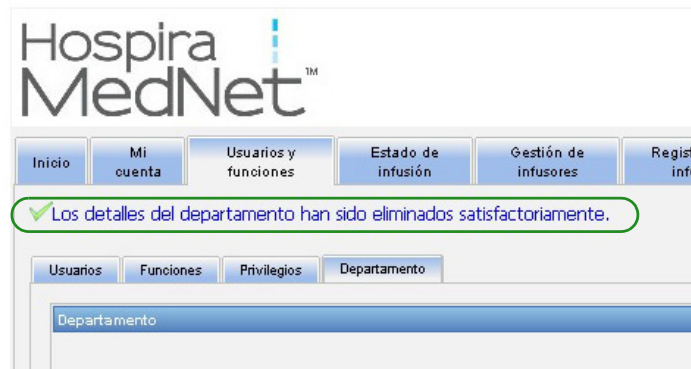 Hospira
MedNet™
Inicio
Mi
cuenta
Usuarios y
funciones
Estado de
infusión
Gestión de
infusores
Los detalles del departamento han sido eliminados satisfactoriamente.
Usuarios Funciones Privilegios Departamento
Departamento